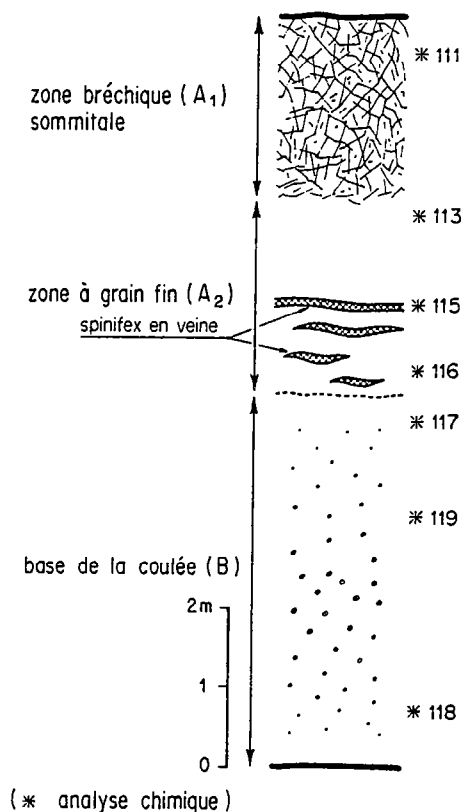 * 111
zone bréchique (A1)
sommitale
* 113
zone à grain fin (A2)
* 115
spinifex en veine
* 116
* 117
* 119
base de la coulée (B)
2m
1
* 118
0
(* analyse chimique)